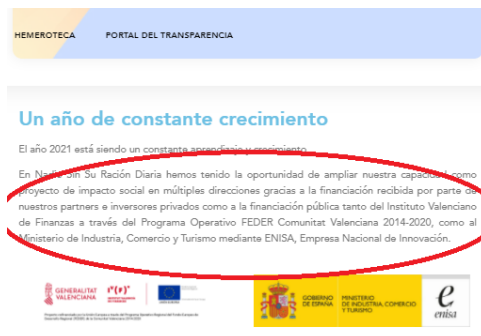 HEMEROTECA PORTAL DEL TRANSPARENCIA
Un año de constante crecimiento
El año 2021 está siendo un constante aprendizaje y crecimiento
En Nadie Sin Su Ración Diaria hemos tenido la oportunidad de ampliar nuestra capacidad como
proyecto de impacto social en múltiples direcciones gracias a la financiación recibida por parte de
nuestros partners e inversores privados como a la financiación pública tanto del Instituto Valenciano
de Finanzas a través del Programa Operativo FEDER Comunitat Valenciana 2014-2020, como al
Ministerio de Industria, Comercio y Turismo mediante ENISA, Empresa Nacional de Innovación.
GENERALITAT
VALENCIANA
GOBIERNO
DE ESPAÑA
MINISTERIO
DE INDUSTRIA, COMERCIO
Y TURISMO
e
enisa